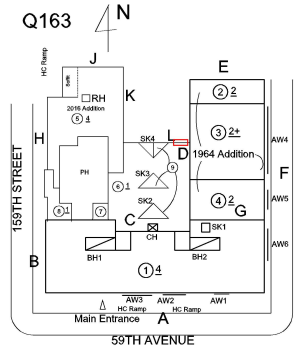 Q163
N
HC Ramp
J
E
Soffit
RH
2016 Addition
5 4
K
2 2
H
SK4
L
D
3 2+
1964 Addition
AW4
PH
9
SK3
6 1
F
159TH STREET
SK2
4 2
AW5
8 1
7
C
G
SK1
CH
AW6
B
BH1
BH2
1 4
AW3
AW2
AW1
HC Ramp
A
HC Ramp
Main Entrance
59TH AVENUE